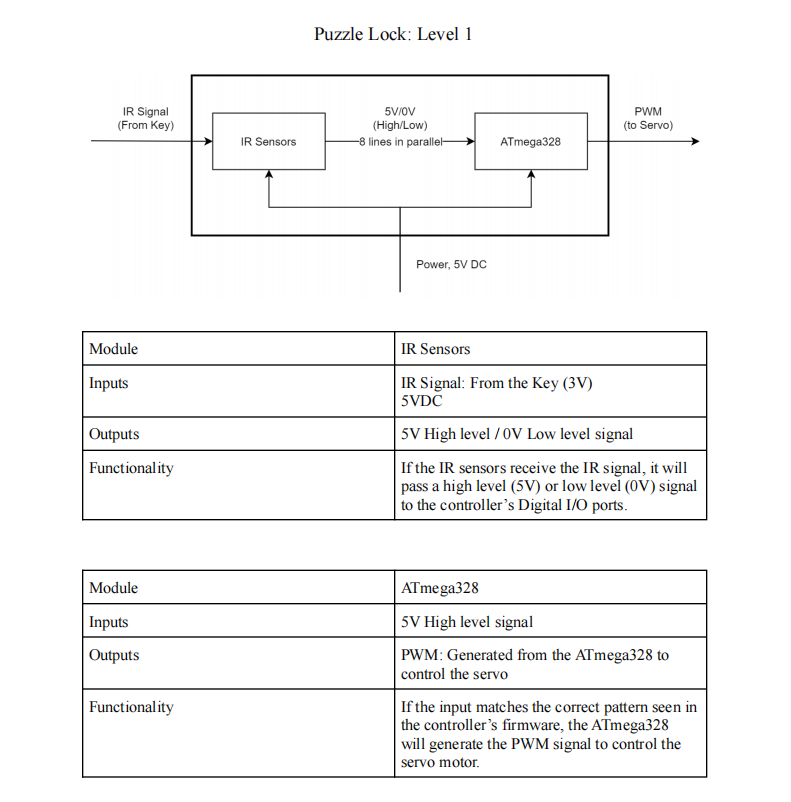 Puzzle Lock: Level 1
IR Signal
(From Key)
5V/0V
(High/Low)
PWM
(to Servo)
IR Sensors
8 lines in parallel
ATmega328
Power, 5V DC
Module
IR Sensors
Inputs
IR Signal: From the Key (3V)
5VDC
Outputs
5V High level / 0V Low level signal
Functionality
If the IR sensors receive the IR signal, it will
pass a high level (5V) or low level (0V) signal
to the controller’s Digital I/O ports.
Module
ATmega328
Inputs
5V High level signal
Outputs
PWM: Generated from the ATmega328 to
control the servo
Functionality
If the input matches the correct pattern seen in
the controller’s firmware, the ATmega328
will generate the PWM signal to control the
servo motor.